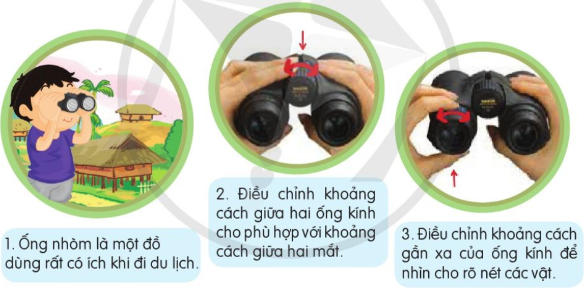 1. Ống nhòm là một đồ
dùng rất có ích khi đi du lịch.
2. Điều chỉnh khoảng
cách giữa hai ống kính
cho phù hợp với khoảng
cách giữa hai mắt.
3. Điều chỉnh khoảng cách
gần xa của ống kính để
nhìn cho rõ nét các vật.